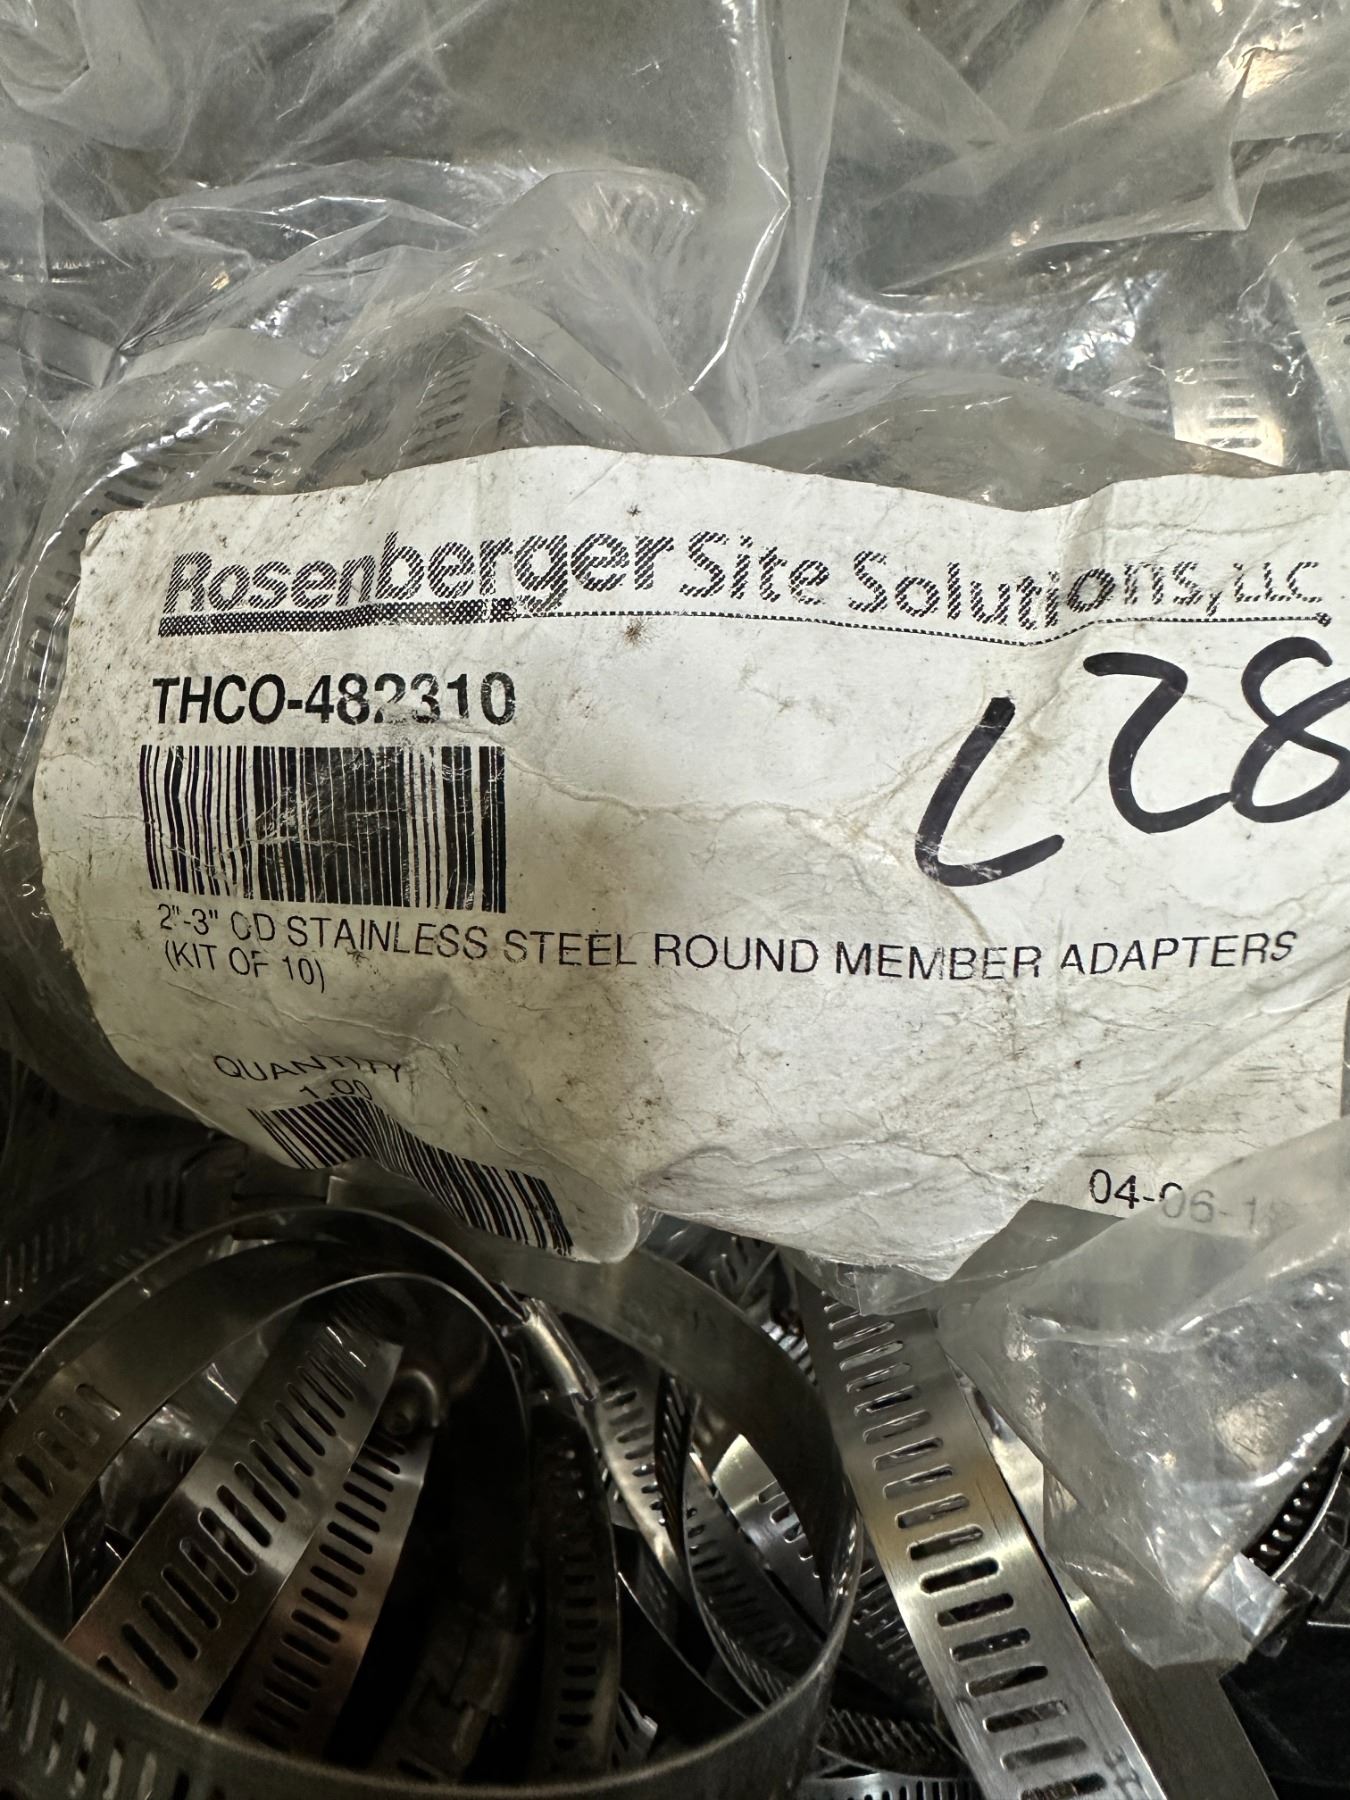 Rosenberger Site Solutions, LLC
THCO-482310
L28
2"-3" OD STAINLESS STEEL ROUND MEMBER ADAPTERS
(KIT OF 10)
QUANTITY
1.00